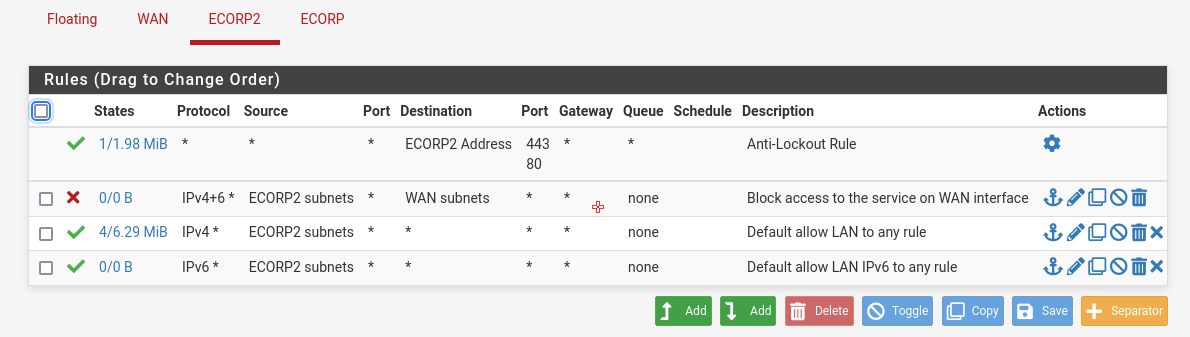 Floating WAN ECORP2 ECORP
Rules (Drag to Change Order)
States Protocol Source Port Destination Port Gateway Queue Schedule Description Actions
1/1.98 MiB * * * ECORP2 Address 443 * * Anti-Lockout Rule
80
0/0 B IPv4+6 * ECORP2 subnets * WAN subnets * * none Block access to the service on WAN interface
4/6.29 MiB IPv4 * ECORP2 subnets * * * * none Default allow LAN to any rule
0/0 B IPv6 * ECORP2 subnets * * * * none Default allow LAN IPv6 to any rule
Add Add Delete Toggle Copy Save Separator